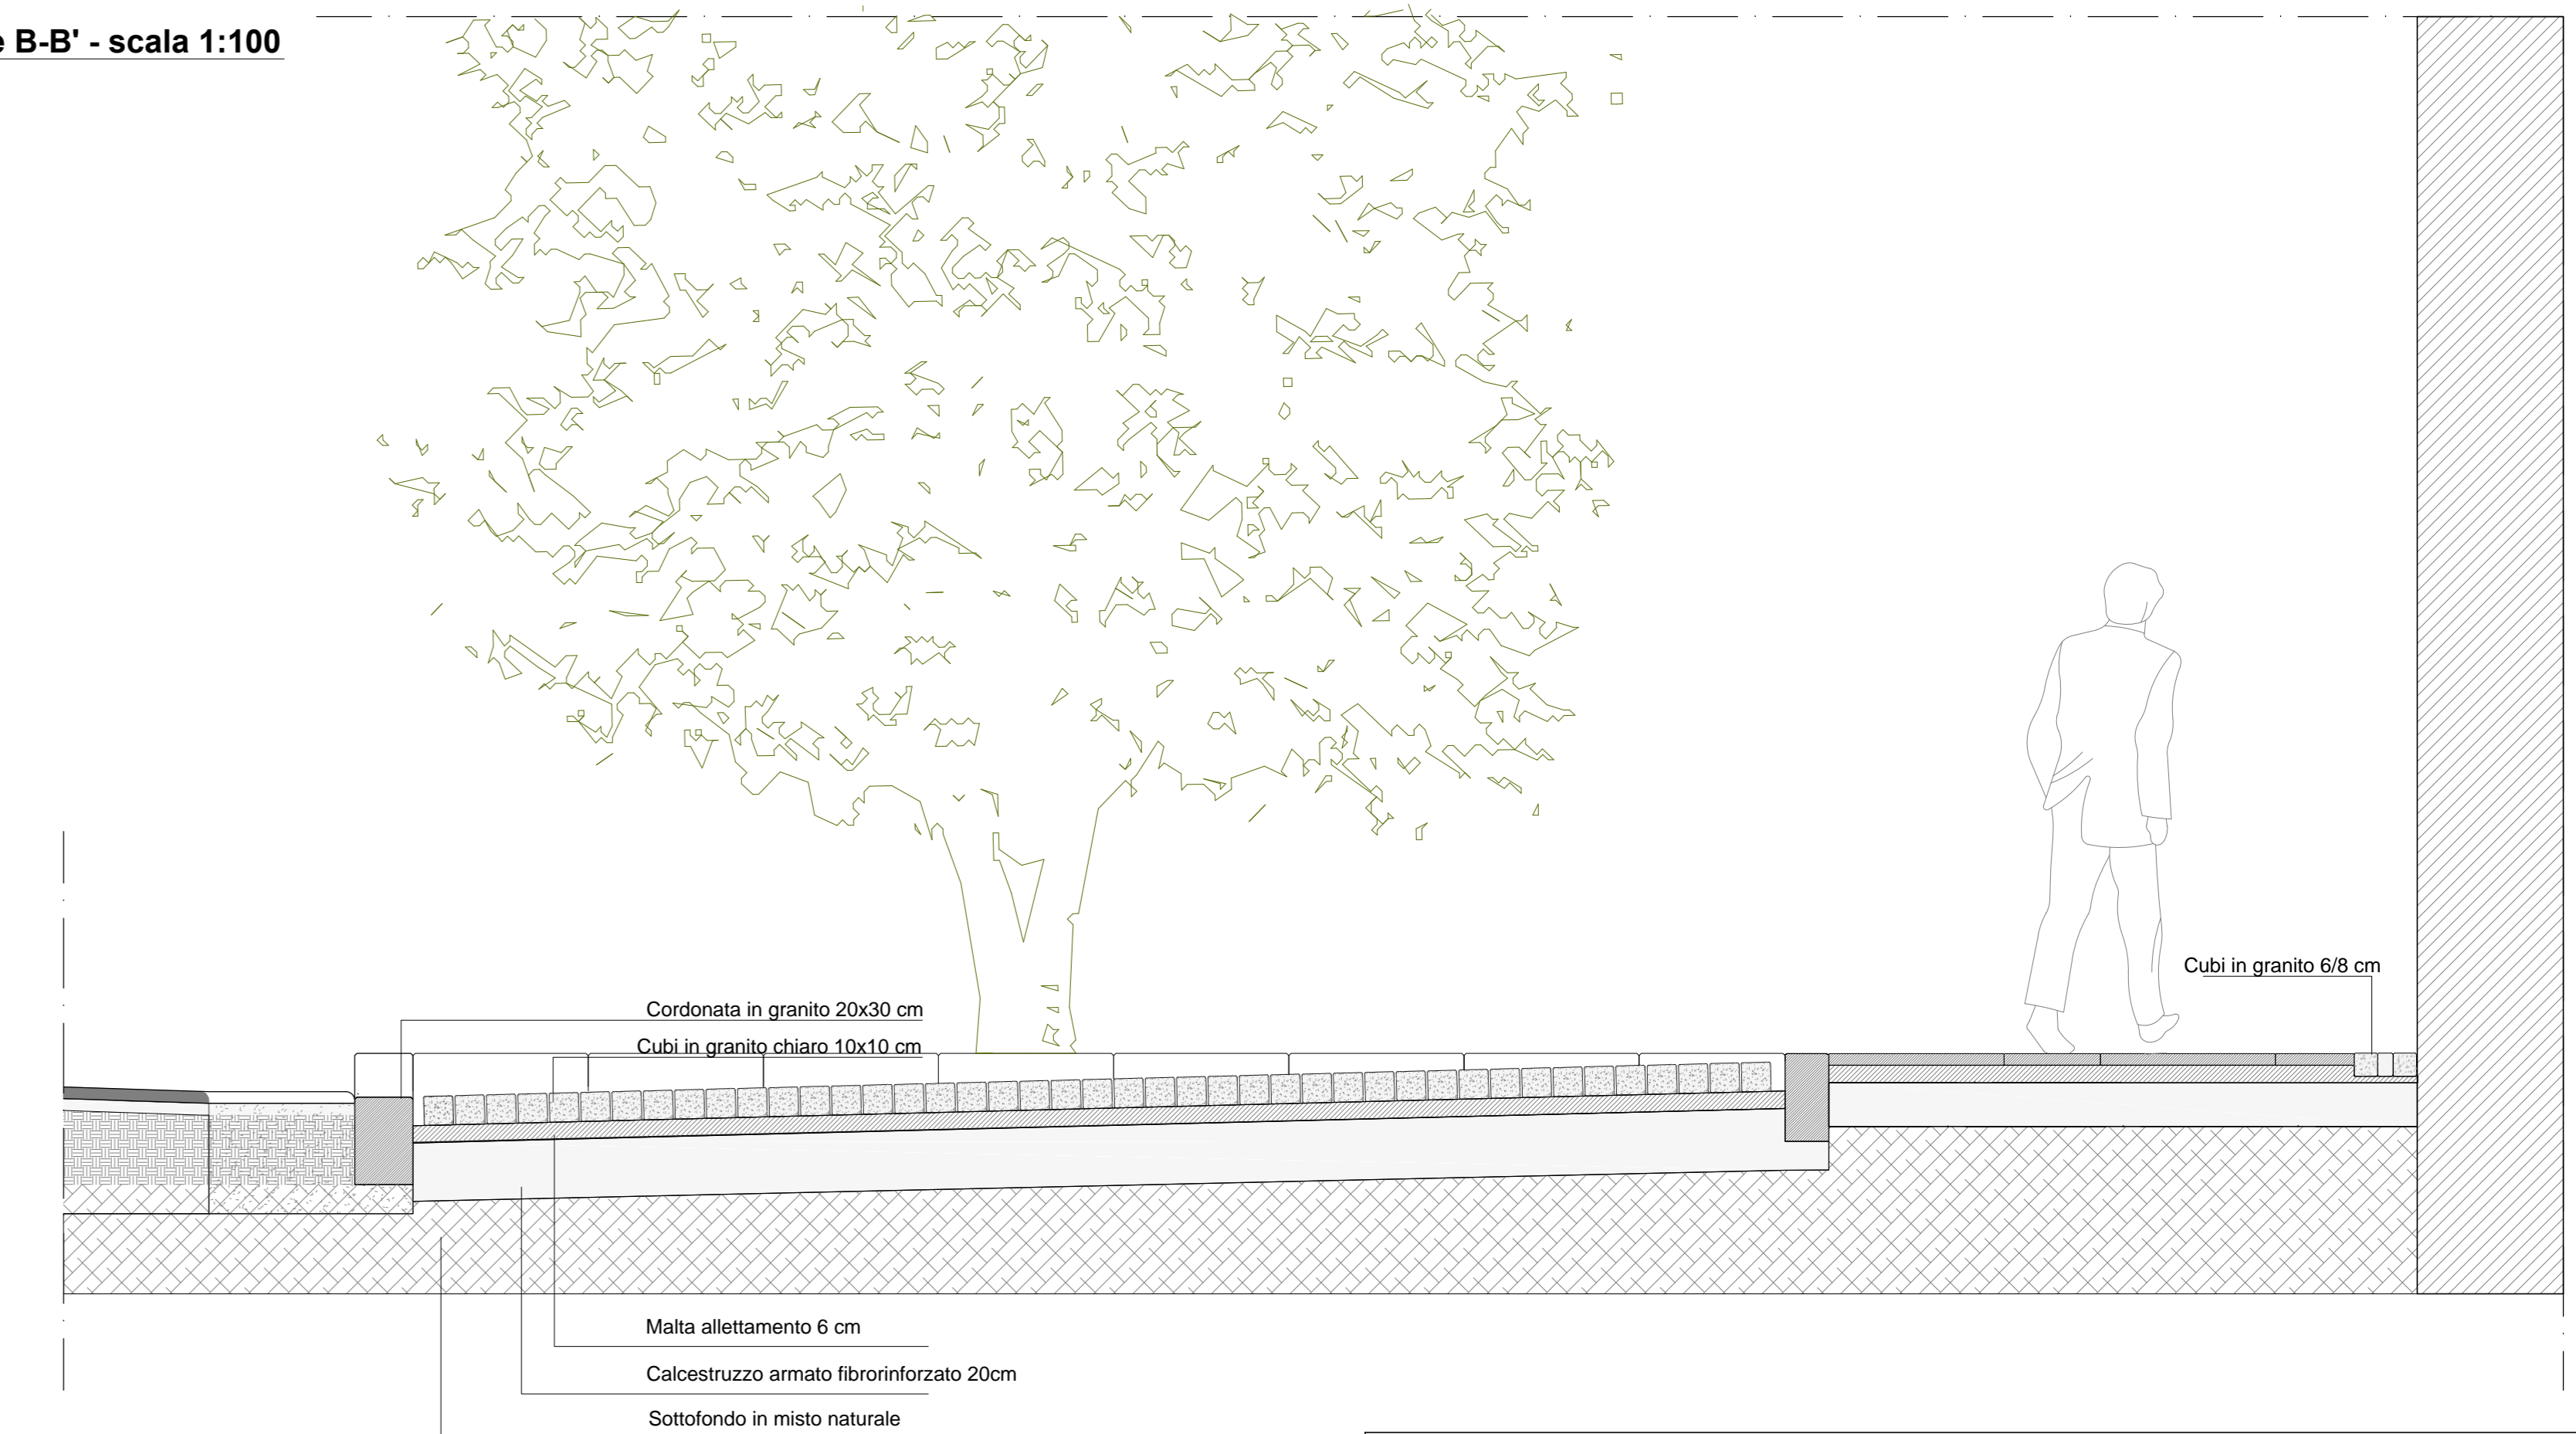 B-B' - scala 1:100
Cubi in granito 6/8 cm
Cordonata in granito 20x30 cm
Cubi in granito chiaro 10x10 cm
Malta allettamento 6 cm
Calcestruzzo armato fibrorinforzato 20cm
Sottofondo in misto naturale